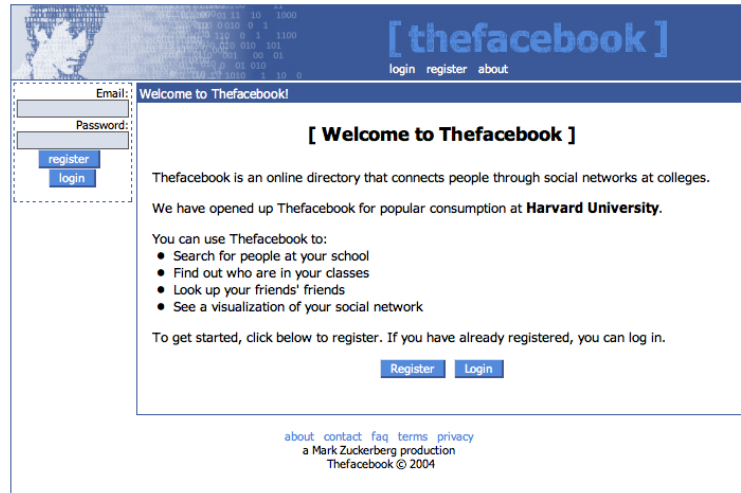 [ thefacebook ]
login register about
Email:
Password:
register
login
Welcome to Thefacebook!
[ Welcome to Thefacebook ]
Thefacebook is an online directory that connects people through social networks at colleges.
We have opened up Thefacebook for popular consumption at Harvard University.
You can use Thefacebook to:
● Search for people at your school
● Find out who are in your classes
● Look up your friends' friends
● See a visualization of your social network
To get started, click below to register. If you have already registered, you can log in.
Register Login
about contact faq terms privacy
a Mark Zuckerberg production
Thefacebook © 2004